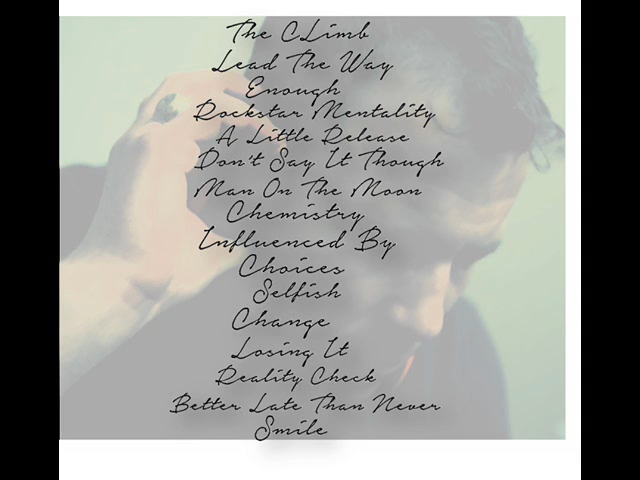 The CLimb
Lead The Way
Enough
Rockstar Mentality
A Little Release
Don't Say It Though
Man On The Moon
Chemistry
Influenced By
Choices
Selfish
Change
Losing It
Reality Check
Better Late Than Never
Smile